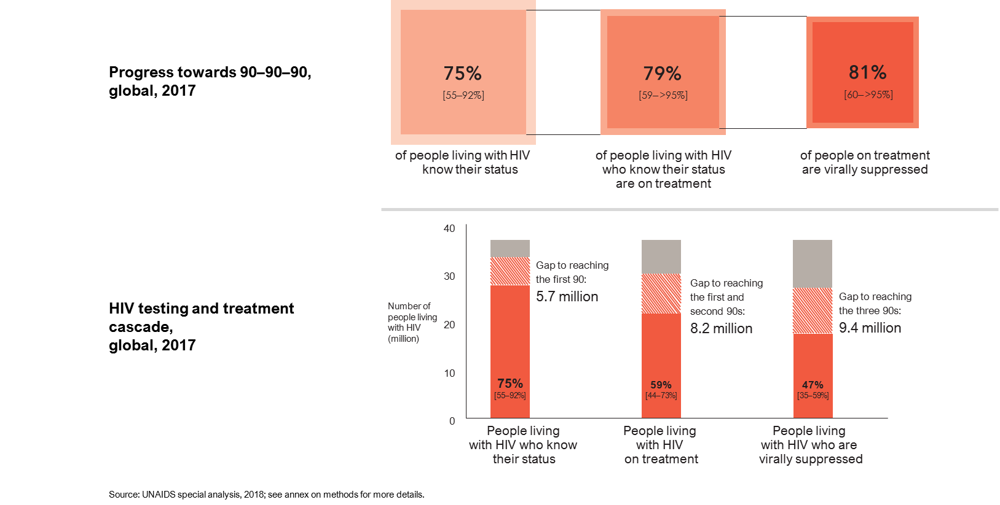 Progress towards 90–90–90,
global, 2017
75%
[55–92%]
of people living with HIV
know their status
79%
[59–>95%]
of people living with HIV
who know their status
are on treatment
81%
[60–>95%]
of people on treatment
are virally suppressed
HIV testing and treatment
cascade,
global, 2017
Number of
people living
with HIV
(million)
40
30
20
10
0
Gap to reaching
the first 90:
5.7 million
75%
[55–92%]
People living
with HIV who know
their status
Gap to reaching
the first and
second 90s:
8.2 million
59%
[44–73%]
People living
with HIV
on treatment
Gap to reaching
the three 90s:
9.4 million
47%
[35–59%]
People living
with HIV who are
virally suppressed
Source: UNAIDS special analysis, 2018; see annex on methods for more details.